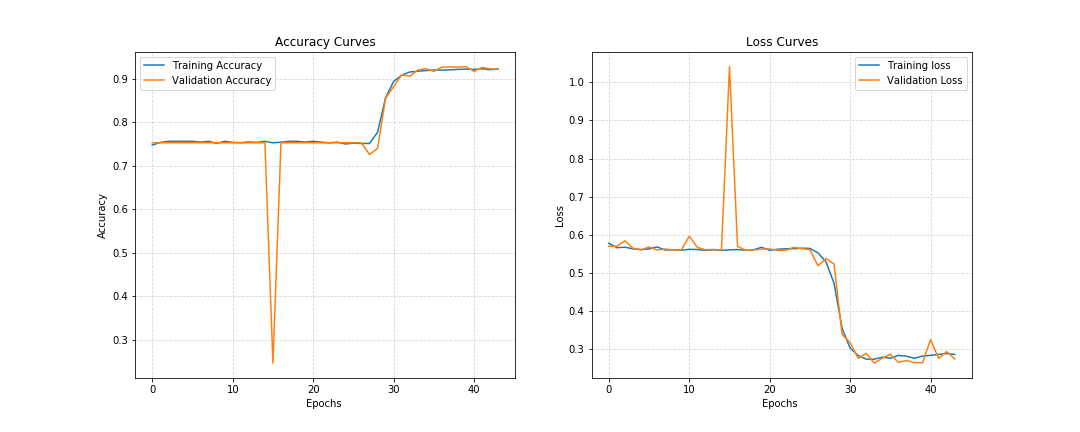 Accuracy Curves
Training Accuracy
Validation Accuracy
0.9
0.8
0.7
0.6
0.5
0.4
0.3
Accuracy
0 10 20 30 40
Epochs
Loss Curves
Training loss
Validation Loss
1.0
0.9
0.8
0.7
0.6
0.5
0.4
0.3
Loss
0 10 20 30 40
Epochs